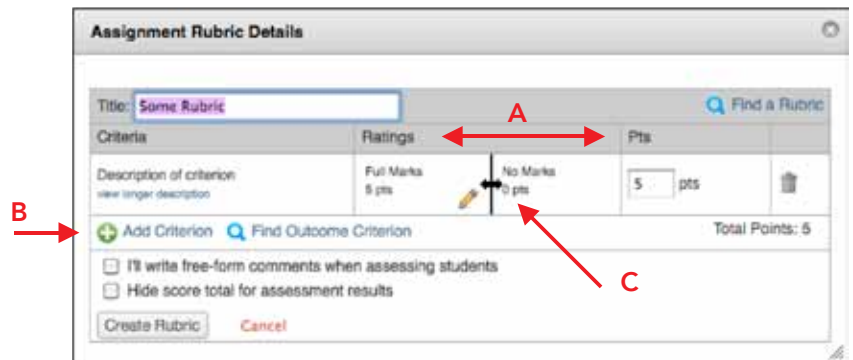 Assignment Rubric Details
Title: Some Rubric Find a Rubric
A
Criteria Ratings Pts
Description of criterion Full Marks No Marks 5 pts
view longer description 5 pts 0 pts
B
Add Criterion Find Outcome Criterion Total Points: 5
C
I'll write free-form comments when assessing students
Hide score total for assessment results
Create Rubric Cancel